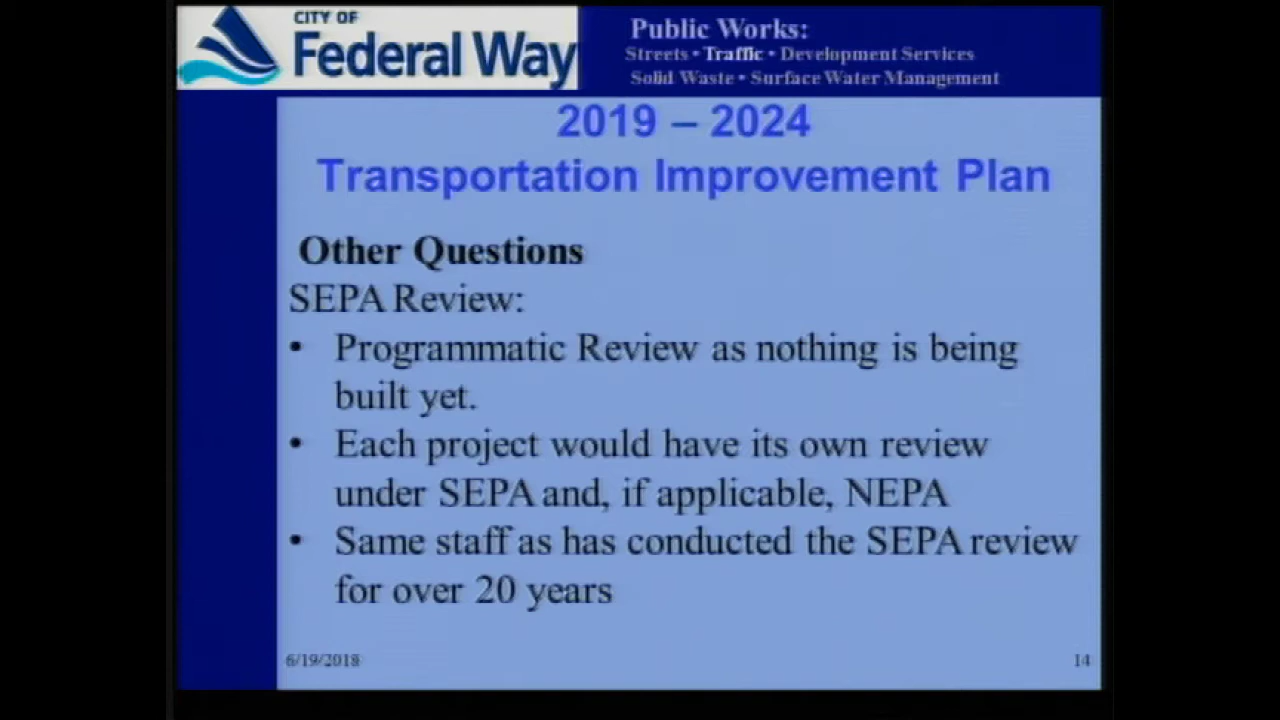 CITY OF
Federal Way
Public Works:
Streets • Traffic • Development Services
Solid Waste • Surface Water Management
2019 – 2024
Transportation Improvement Plan
Other Questions
SEPA Review:
• Programmatic Review as nothing is being
built yet.
• Each project would have its own review
under SEPA and, if applicable, NEPA
• Same staff as has conducted the SEPA review
for over 20 years
6/19/2018
14